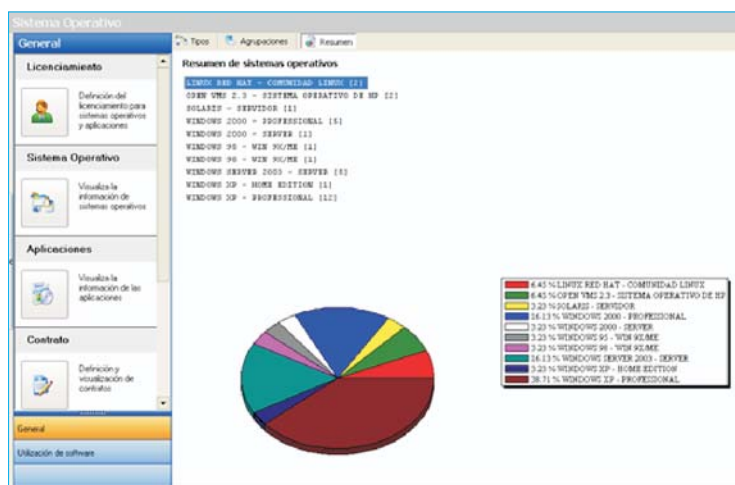 Sistema Operativo
General
Licenciamiento
Definición del
licenciamiento para
sistemas operativos
y aplicaciones
Sistema Operativo
Visualiza la
información de
sistemas operativos
Aplicaciones
Visualiza la
información de las
aplicaciones
Contrato
Definición y
visualización de
contratos
General
Utilización de software
Tipos Agrupaciones Resumen
Resumen de sistemas operativos
LINUX RED HAT - COMUNIDAD LINUX [2]
OPEN VMS 2.3 - SISTEMA OPERATIVO DE HP [2]
SOLARIS - SERVIDOR [1]
WINDOWS 2000 - PROFESSIONAL [5]
WINDOWS 2000 - SERVER [1]
WINDOWS 95 - WIN 9X/ME [1]
WINDOWS 98 - WIN 9X/ME [1]
WINDOWS SERVER 2003 - SERVER [5]
WINDOWS XP - HOME EDITION [1]
WINDOWS XP - PROFESSIONAL [12]
6.45 % LINUX RED HAT - COMUNIDAD LINUX
6.45 % OPEN VMS 2.3 - SISTEMA OPERATIVO DE HP
3.23 % SOLARIS - SERVIDOR
16.13 % WINDOWS 2000 - PROFESSIONAL
3.23 % WINDOWS 2000 - SERVER
3.23 % WINDOWS 95 - WIN 9X/ME
3.23 % WINDOWS 98 - WIN 9X/ME
16.13 % WINDOWS SERVER 2003 - SERVER
3.23 % WINDOWS XP - HOME EDITION
38.71 % WINDOWS XP - PROFESSIONAL